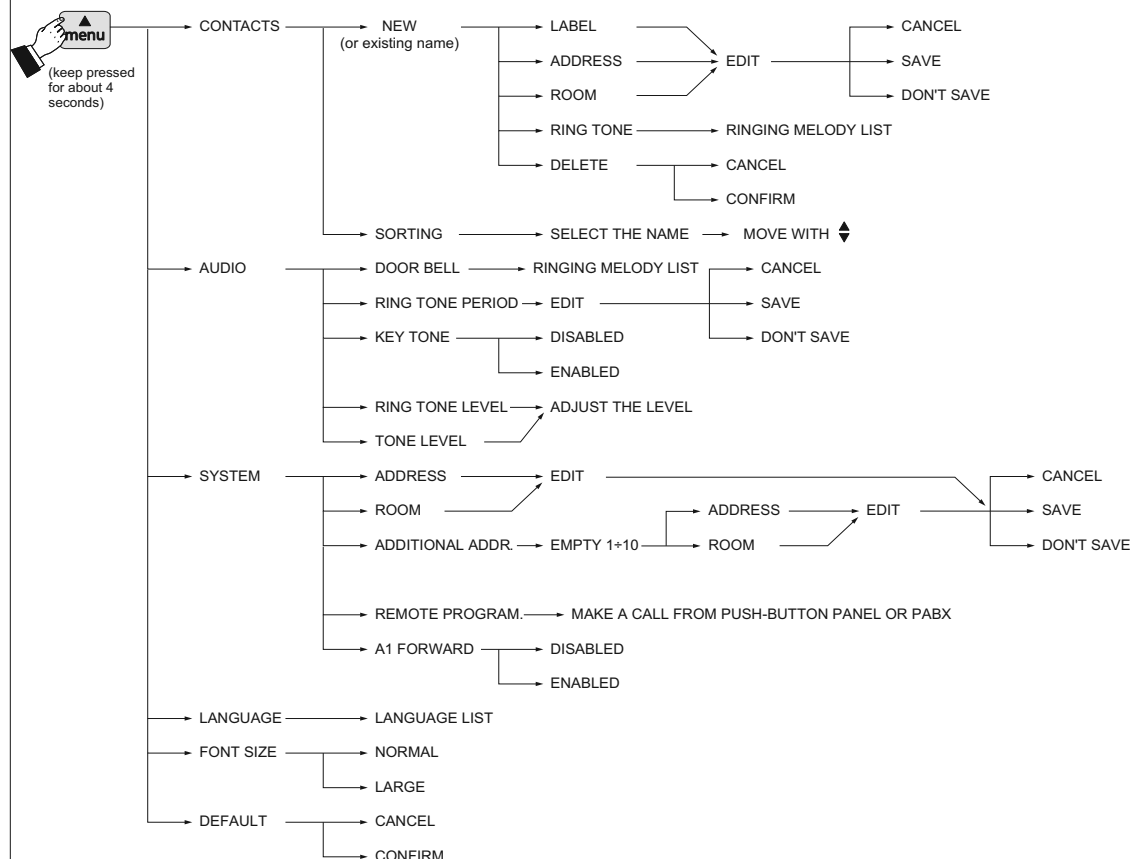 menu
(keep pressed
for about 4
seconds)
CONTACTS
NEW
(or existing name)
LABEL
ADDRESS
ROOM
EDIT
CANCEL
SAVE
DON'T SAVE
RING TONE
RINGING MELODY LIST
DELETE
CANCEL
CONFIRM
SORTING
SELECT THE NAME
MOVE WITH
AUDIO
DOOR BELL
RINGING MELODY LIST
RING TONE PERIOD
EDIT
CANCEL
SAVE
DON'T SAVE
KEY TONE
DISABLED
ENABLED
RING TONE LEVEL
ADJUST THE LEVEL
TONE LEVEL
SYSTEM
ADDRESS
EDIT
ROOM
ADDITIONAL ADDR.
EMPTY 1÷10
ADDRESS
ROOM
EDIT
CANCEL
SAVE
DON'T SAVE
REMOTE PROGRAM.
MAKE A CALL FROM PUSH-BUTTON PANEL OR PABX
A1 FORWARD
DISABLED
ENABLED
LANGUAGE
LANGUAGE LIST
FONT SIZE
NORMAL
LARGE
DEFAULT
CANCEL
CONFIRM